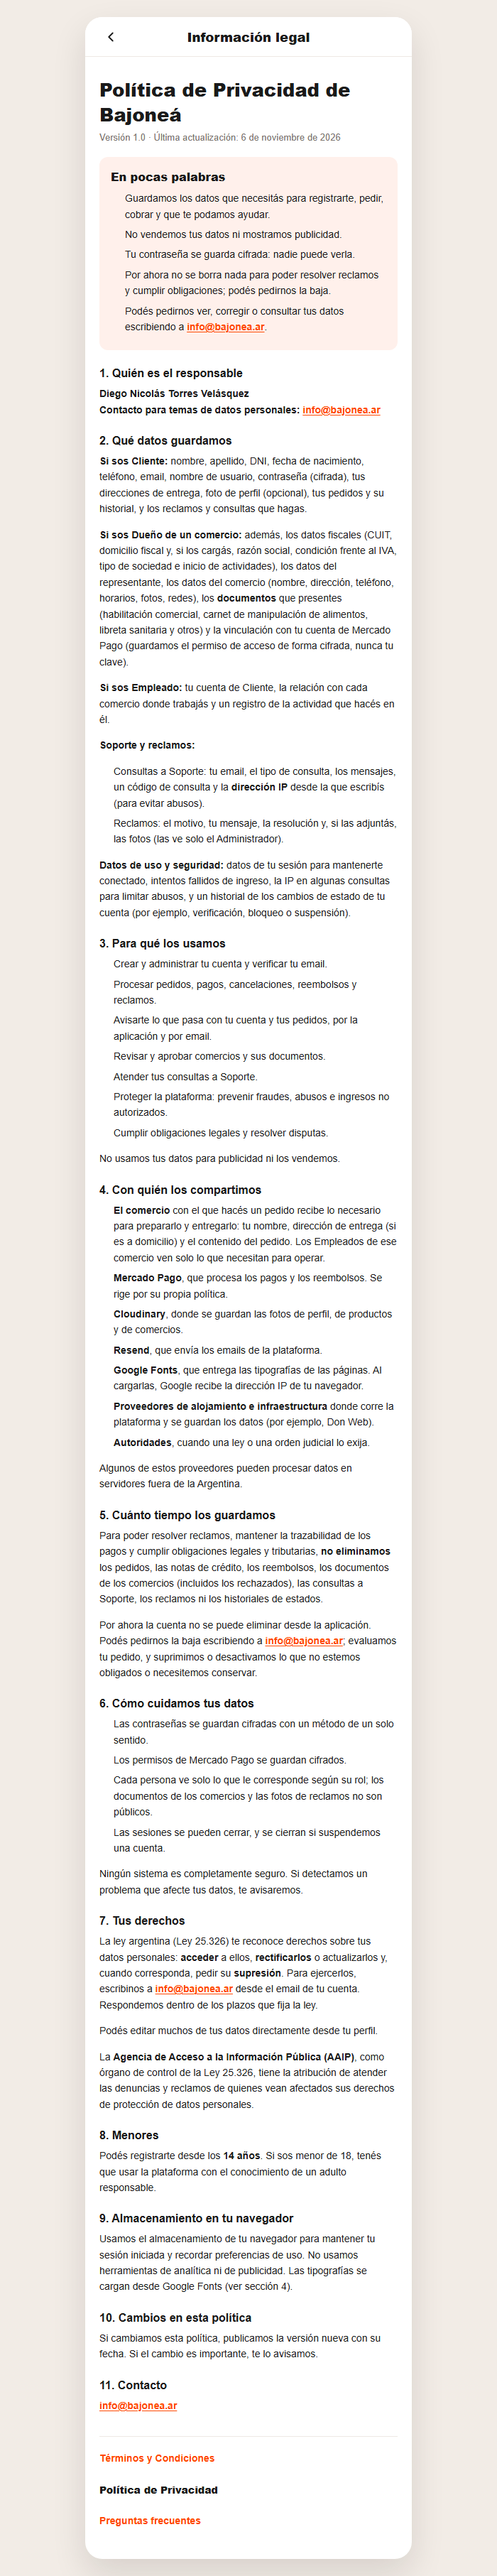 Información legal
Política de Privacidad de
Bajoneá
Versión 1.0 · Última actualización: 6 de noviembre de 2026
En pocas palabras
Guardamos los datos que necesitás para registrarte, pedir,
cobrar y que te podamos ayudar.
No vendemos tus datos ni mostramos publicidad.
Tu contraseña se guarda cifrada: nadie puede verla.
Por ahora no se borra nada para poder resolver reclamos
y cumplir obligaciones; podés pedirnos la baja.
Podés pedirnos ver, corregir o consultar tus datos
escribiendo a info@bajonea.ar.
1. Quién es el responsable
Diego Nicolás Torres Velásquez
Contacto para temas de datos personales: info@bajonea.ar
2. Qué datos guardamos
Si sos Cliente: nombre, apellido, DNI, fecha de nacimiento,
teléfono, email, nombre de usuario, contraseña (cifrada), tus
direcciones de entrega, foto de perfil (opcional), tus pedidos y su
historial, y los reclamos y consultas que hagas.
Si sos Dueño de un comercio: además, los datos fiscales (CUIT,
domicilio fiscal y, si los cargás, razón social, condición frente al IVA,
tipo de sociedad e inicio de actividades), los datos del
representante, los datos del comercio (nombre, dirección, teléfono,
horarios, fotos, redes), los documentos que presentes
(habilitación comercial, carnet de manipulación de alimentos,
libreta sanitaria y otros) y la vinculación con tu cuenta de Mercado
Pago (guardamos el permiso de acceso de forma cifrada, nunca tu
clave).
Si sos Empleado: tu cuenta de Cliente, la relación con cada
comercio donde trabajás y un registro de la actividad que hacés en
él.
Soporte y reclamos:
Consultas a Soporte: tu email, el tipo de consulta, los mensajes,
un código de consulta y la dirección IP desde la que escribís
(para evitar abusos).
Reclamos: el motivo, tu mensaje, la resolución y, si las adjuntás,
las fotos (las ve solo el Administrador).
Datos de uso y seguridad: datos de tu sesión para mantenerte
conectado, intentos fallidos de ingreso, la IP en algunas consultas
para limitar abusos, y un historial de los cambios de estado de tu
cuenta (por ejemplo, verificación, bloqueo o suspensión).
3. Para qué los usamos
Crear y administrar tu cuenta y verificar tu email.
Procesar pedidos, pagos, cancelaciones, reembolsos y
reclamos.
Avisarte lo que pasa con tu cuenta y tus pedidos, por la
aplicación y por email.
Revisar y aprobar comercios y sus documentos.
Atender tus consultas a Soporte.
Proteger la plataforma: prevenir fraudes, abusos e ingresos no
autorizados.
Cumplir obligaciones legales y resolver disputas.
No usamos tus datos para publicidad ni los vendemos.
4. Con quién los compartimos
El comercio con el que hacés un pedido recibe lo necesario
para prepararlo y entregarlo: tu nombre, dirección de entrega (si
es a domicilio) y el contenido del pedido. Los Empleados de ese
comercio ven solo lo que necesitan para operar.
Mercado Pago, que procesa los pagos y los reembolsos. Se
rige por su propia política.
Cloudinary, donde se guardan las fotos de perfil, de productos
y de comercios.
Resend, que envía los emails de la plataforma.
Google Fonts, que entrega las tipografías de las páginas. Al
cargarlas, Google recibe la dirección IP de tu navegador.
Proveedores de alojamiento e infraestructura donde corre la
plataforma y se guardan los datos (por ejemplo, Don Web).
Autoridades, cuando una ley o una orden judicial lo exija.
Algunos de estos proveedores pueden procesar datos en
servidores fuera de la Argentina.
5. Cuánto tiempo los guardamos
Para poder resolver reclamos, mantener la trazabilidad de los
pagos y cumplir obligaciones legales y tributarias, no eliminamos
los pedidos, las notas de crédito, los reembolsos, los documentos
de los comercios (incluidos los rechazados), las consultas a
Soporte, los reclamos ni los historiales de estados.
Por ahora la cuenta no se puede eliminar desde la aplicación.
Podés pedirnos la baja escribiendo a info@bajonea.ar; evaluamos
tu pedido, y suprimimos o desactivamos lo que no estemos
obligados o necesitemos conservar.
6. Cómo cuidamos tus datos
Las contraseñas se guardan cifradas con un método de un solo
sentido.
Los permisos de Mercado Pago se guardan cifrados.
Cada persona ve solo lo que le corresponde según su rol; los
documentos de los comercios y las fotos de reclamos no son
públicos.
Las sesiones se pueden cerrar, y se cierran si suspendemos
una cuenta.
Ningún sistema es completamente seguro. Si detectamos un
problema que afecte tus datos, te avisaremos.
7. Tus derechos
La ley argentina (Ley 25.326) te reconoce derechos sobre tus
datos personales: acceder a ellos, rectificarlos o actualizarlos y,
cuando corresponda, pedir su supresión. Para ejercerlos,
escribinos a info@bajonea.ar desde el email de tu cuenta.
Respondemos dentro de los plazos que fija la ley.
Podés editar muchos de tus datos directamente desde tu perfil.
La Agencia de Acceso a la Información Pública (AAIP), como
órgano de control de la Ley 25.326, tiene la atribución de atender
las denuncias y reclamos de quienes vean afectados sus derechos
de protección de datos personales.
8. Menores
Podés registrarte desde los 14 años. Si sos menor de 18, tenés
que usar la plataforma con el conocimiento de un adulto
responsable.
9. Almacenamiento en tu navegador
Usamos el almacenamiento de tu navegador para mantener tu
sesión iniciada y recordar preferencias de uso. No usamos
herramientas de analítica ni de publicidad. Las tipografías se
cargan desde Google Fonts (ver sección 4).
10. Cambios en esta política
Si cambiamos esta política, publicamos la versión nueva con su
fecha. Si el cambio es importante, te lo avisamos.
11. Contacto
info@bajonea.ar
Términos y Condiciones
Política de Privacidad
Preguntas frecuentes